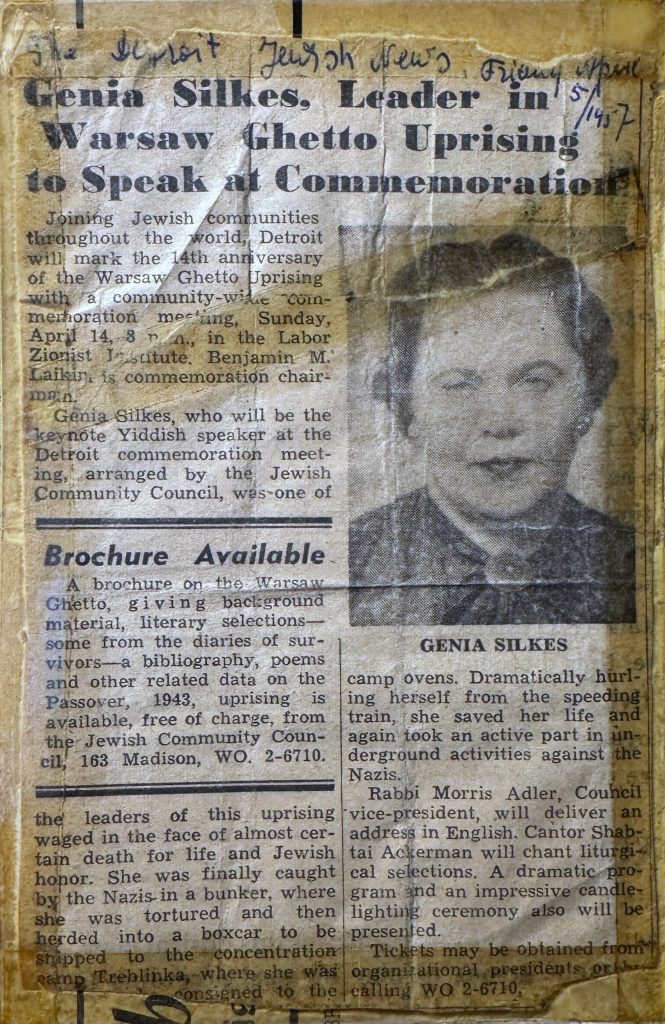 The Detroit Jewish News, Friday April
5/1957
Genia Silkes, Leader in
Warsaw Ghetto Uprising
to Speak at Commemoration
Joining Jewish communities
throughout the world, Detroit
will mark the 14th anniversary
of the Warsaw Ghetto Uprising
with a community-wide com-
memoration meeting, Sunday,
April 14, 8 p.m., in the Labor
Zionist Institute. Benjamin M.
Laikin is commemoration chair-
man.
Genia Silkes, who will be the
keynote Yiddish speaker at the
Detroit commemoration meet-
ing, arranged by the Jewish
Community Council, was one of
Brochure Available
A brochure on the Warsaw
Ghetto, giving background
material, literary selections—
some from the diaries of sur-
vivors—a bibliography, poems
and other related data on the
Passover, 1943, uprising is
available, free of charge, from
the Jewish Community Coun-
cil, 163 Madison, WO. 2-6710.
the leaders of this uprising
waged in the face of almost cer-
tain death for life and Jewish
honor. She was finally caught
by the Nazis in a bunker, where
she was tortured and then
herded into a boxcar to be
shipped to the concentration
camp Treblinka, where she was
consigned to the
GENIA SILKES
camp ovens. Dramatically hurl-
ing herself from the speeding
train, she saved her life and
again took an active part in un-
derground activities against the
Nazis.
Rabbi Morris Adler, Council
vice-president, will deliver an
address in English. Cantor Shab-
tai Ackerman will chant liturgi-
cal selections. A dramatic pro-
gram and an impressive candle-
lighting ceremony also will be
presented.
Tickets may be obtained from
organizational presidents or by
calling WO 2-6710.